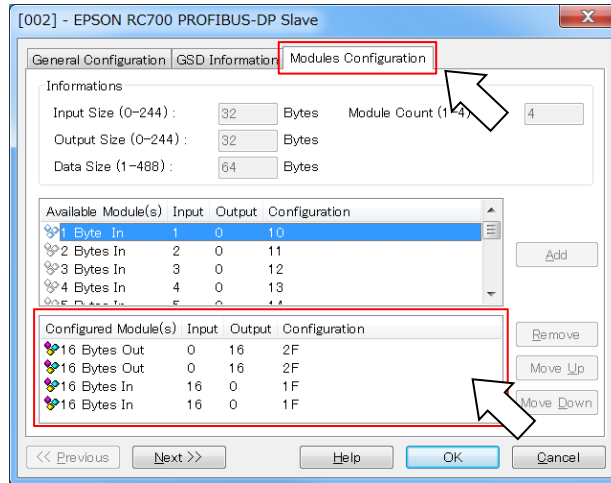 [002] - EPSON RC700 PROFIBUS-DP Slave
General Configuration GSD Information Modules Configuration
Informations
Input Size (0-244) : 32 Bytes Module Count (1-4) 4
Output Size (0-244) : 32 Bytes
Data Size (1-488) : 64 Bytes
Available Module(s) Input Output Configuration
1 Byte In 1 0 10
2 Bytes In 2 0 11
3 Bytes In 3 0 12
4 Bytes In 4 0 13
Add
Configured Module(s) Input Output Configuration
16 Bytes Out 0 16 2F
16 Bytes Out 0 16 2F
16 Bytes In 16 0 1F
16 Bytes In 16 0 1F
Remove
Move Up
Move Down
<< Previous Next >> Help OK Cancel